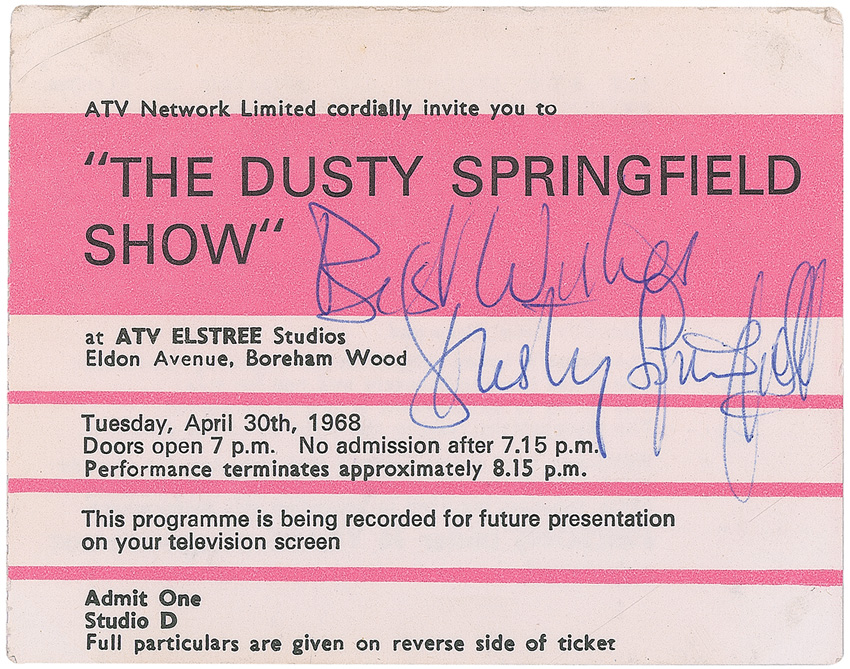 ATV Network Limited cordially invite you to
"THE DUSTY SPRINGFIELD
SHOW"
Best Wishes
Dusty Springfield
at ATV ELSTREE Studios
Eldon Avenue, Boreham Wood
Tuesday, April 30th, 1968
Doors open 7 p.m. No admission after 7.15 p.m.
Performance terminates approximately 8.15 p.m.
This programme is being recorded for future presentation
on your television screen
Admit One
Studio D
Full particulars are given on reverse side of ticket